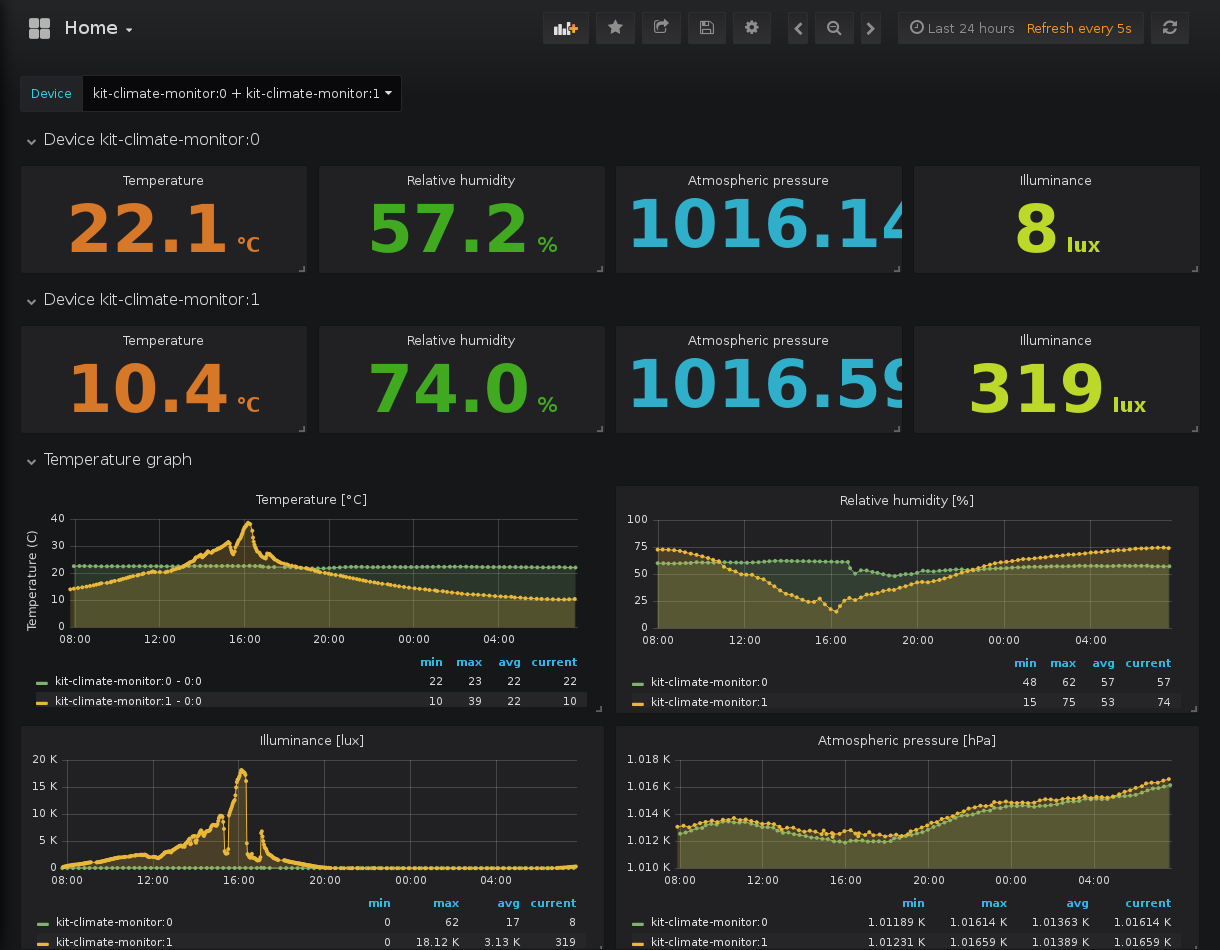 Home
Last 24 hours Refresh every 5s
Device kit-climate-monitor:0 + kit-climate-monitor:1
Device kit-climate-monitor:0
Temperature Relative humidity Atmospheric pressure Illuminance
22.1 °C 57.2 % 1016.14 8 lux
Device kit-climate-monitor:1
Temperature Relative humidity Atmospheric pressure Illuminance
10.4 °C 74.0 % 1016.59 319 lux
Temperature graph
Temperature [°C]
Temperature (C)
40
30
20
10
0
08:00 12:00 16:00 20:00 00:00 04:00
min max avg current
kit-climate-monitor:0 - 0:0 22 23 22 22
kit-climate-monitor:1 - 0:0 10 39 22 10
Relative humidity [%]
100
75
50
25
0
08:00 12:00 16:00 20:00 00:00 04:00
min max avg current
kit-climate-monitor:0 48 62 57 57
kit-climate-monitor:1 15 75 53 74
Illuminance [lux]
20 K
15 K
10 K
5 K
0
08:00 12:00 16:00 20:00 00:00 04:00
min max avg current
kit-climate-monitor:0 0 62 17 8
kit-climate-monitor:1 0 18.12 K 3.13 K 319
Atmospheric pressure [hPa]
1.018 K
1.016 K
1.014 K
1.012 K
1.010 K
08:00 12:00 16:00 20:00 00:00 04:00
min max avg current
kit-climate-monitor:0 1.01189 K 1.01614 K 1.01363 K 1.01614 K
kit-climate-monitor:1 1.01231 K 1.01659 K 1.01389 K 1.01659 K